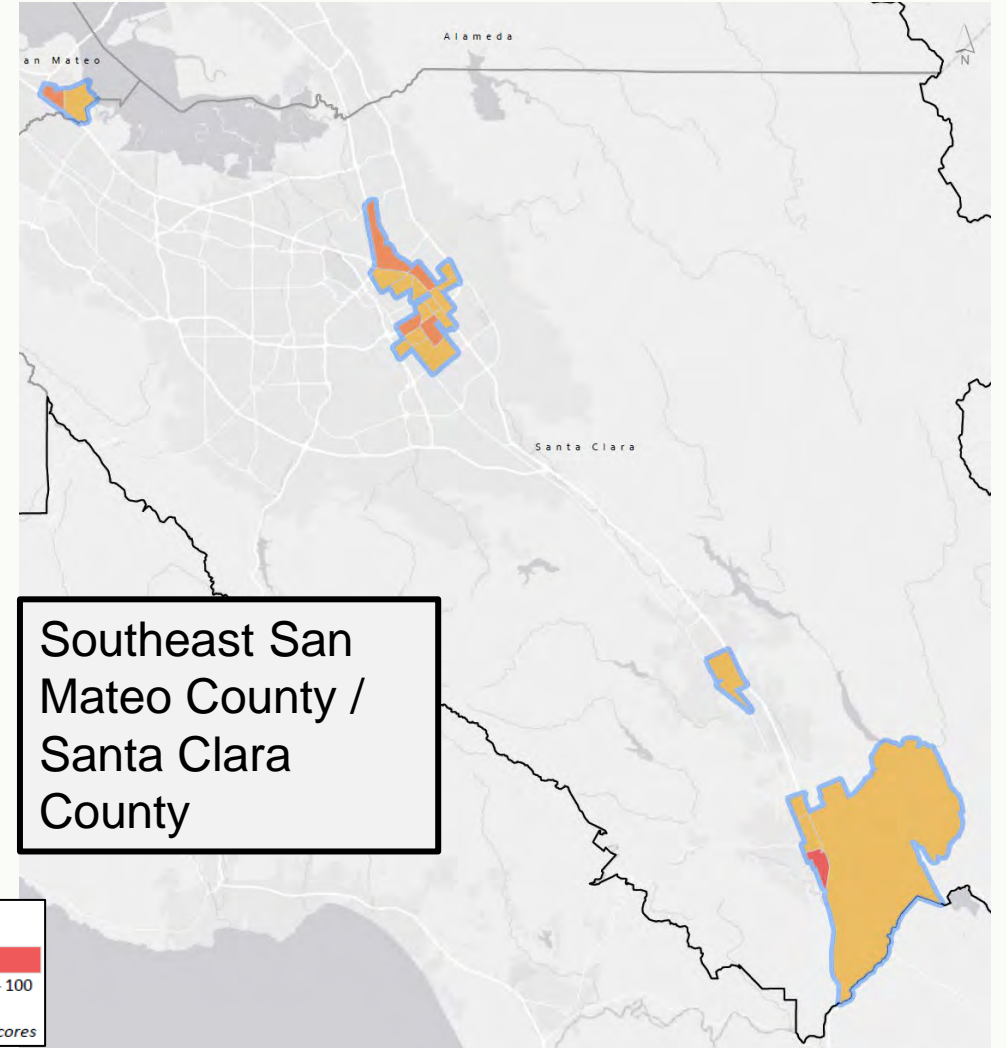 Alameda
an Mateo
N
Santa Clara
Southeast San
Mateo County /
Santa Clara
County
100
cores